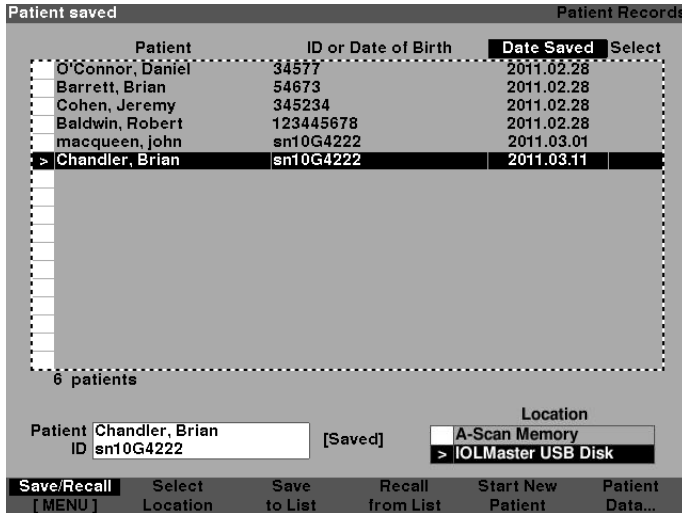 Patient saved Patient Records
Patient ID or Date of Birth Date Saved Select
O'Connor, Daniel 34577 2011.02.28
Barrett, Brian 54673 2011.02.28
Cohen, Jeremy 345234 2011.02.28
Baldwin, Robert 123445678 2011.02.28
macqueen, john sn10G4222 2011.03.01
> Chandler, Brian sn10G4222 2011.03.11
6 patients
Location
Patient Chandler, Brian [Saved] A-Scan Memory
ID sn10G4222 > IOLMaster USB Disk
Save/Recall Select Save Recall Start New Patient
[MENU] Location to List from List Patient Data...